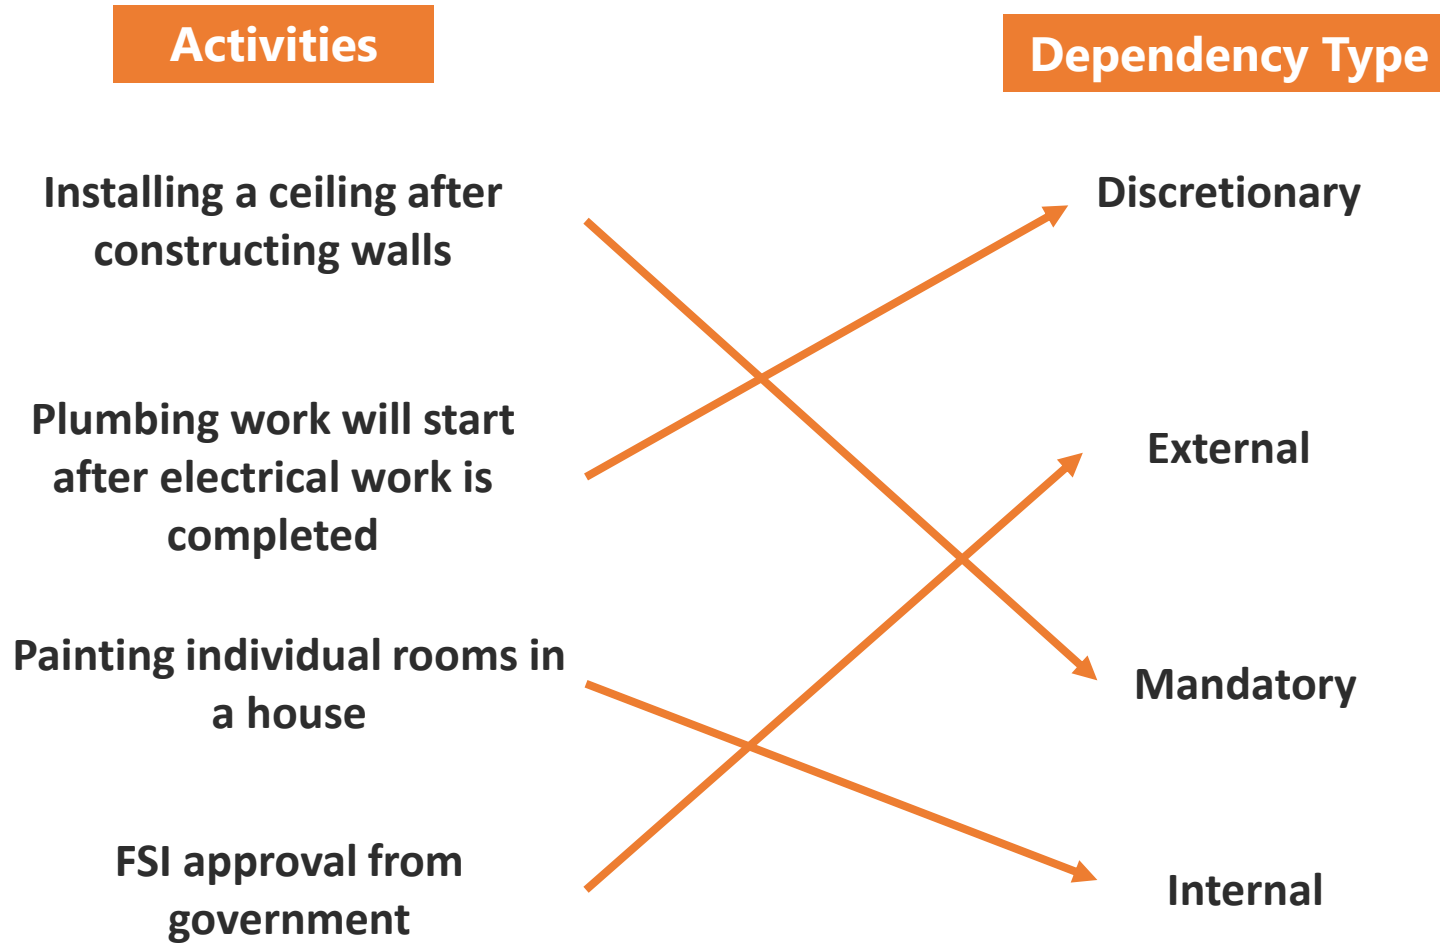 Activities
Dependency Type
Installing a ceiling after
constructing walls
Discretionary
Plumbing work will start
after electrical work is
completed
External
Painting individual rooms in
a house
Mandatory
FSI approval from
government
Internal